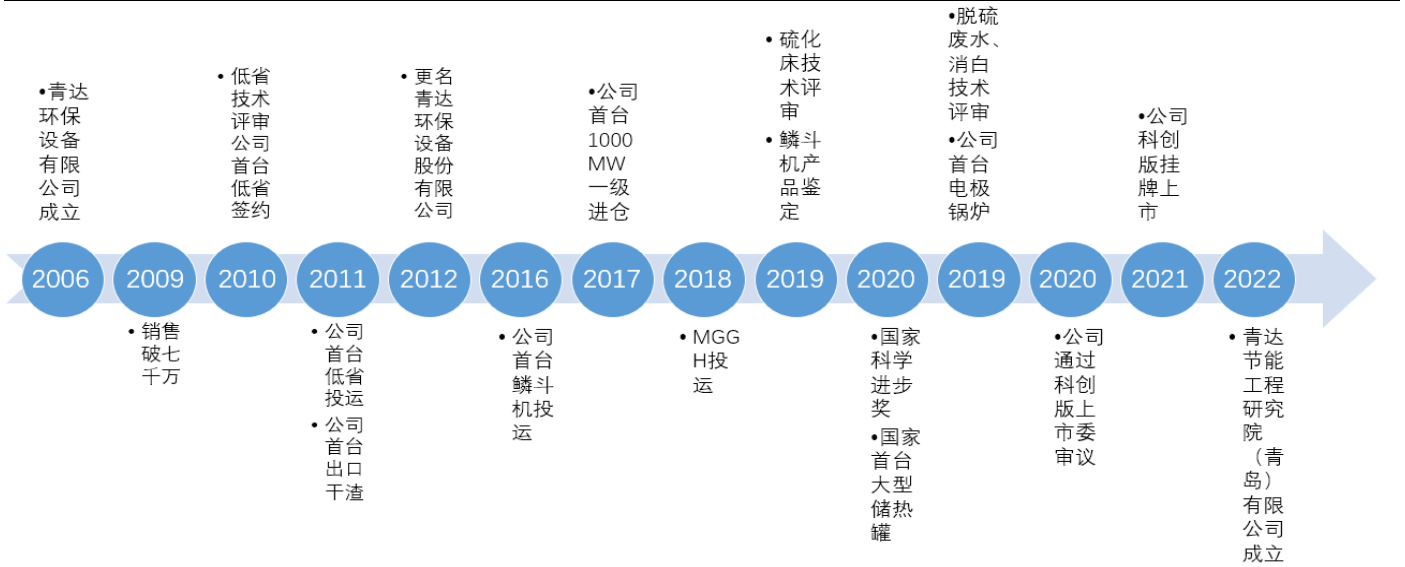 •青达
环保
设备
有限
公司
成立
• 低省
技术
评审
公司
首台
低省
签约
• 更名
青达
环保
设备
股份
有限
公司
•公司
首台
1000
MW
一级
进仓
• 硫化
床技
术评
审
• 鳞斗
机产
品鉴
定
•脱硫
废水、
消白
技术
评审
•公司
首台
电极
锅炉
•公司
科创
版挂
牌上
市
2006
2009
2010
2011
2012
2016
2017
2018
2019
2020
2019
2020
2021
2022
• 销售
破七
千万
• 公司
首台
低省
投运
• 公司
首台
出口
干渣
• 公司
首台
鳞斗
机投
运
• MGG
H投
运
•国家
科学
进步
奖
•国家
首台
大型
储热
罐
•公司
通过
科创
版上
市委
审议
• 青达
节能
工程
研究
院
（青
岛）
有限
公司
成立